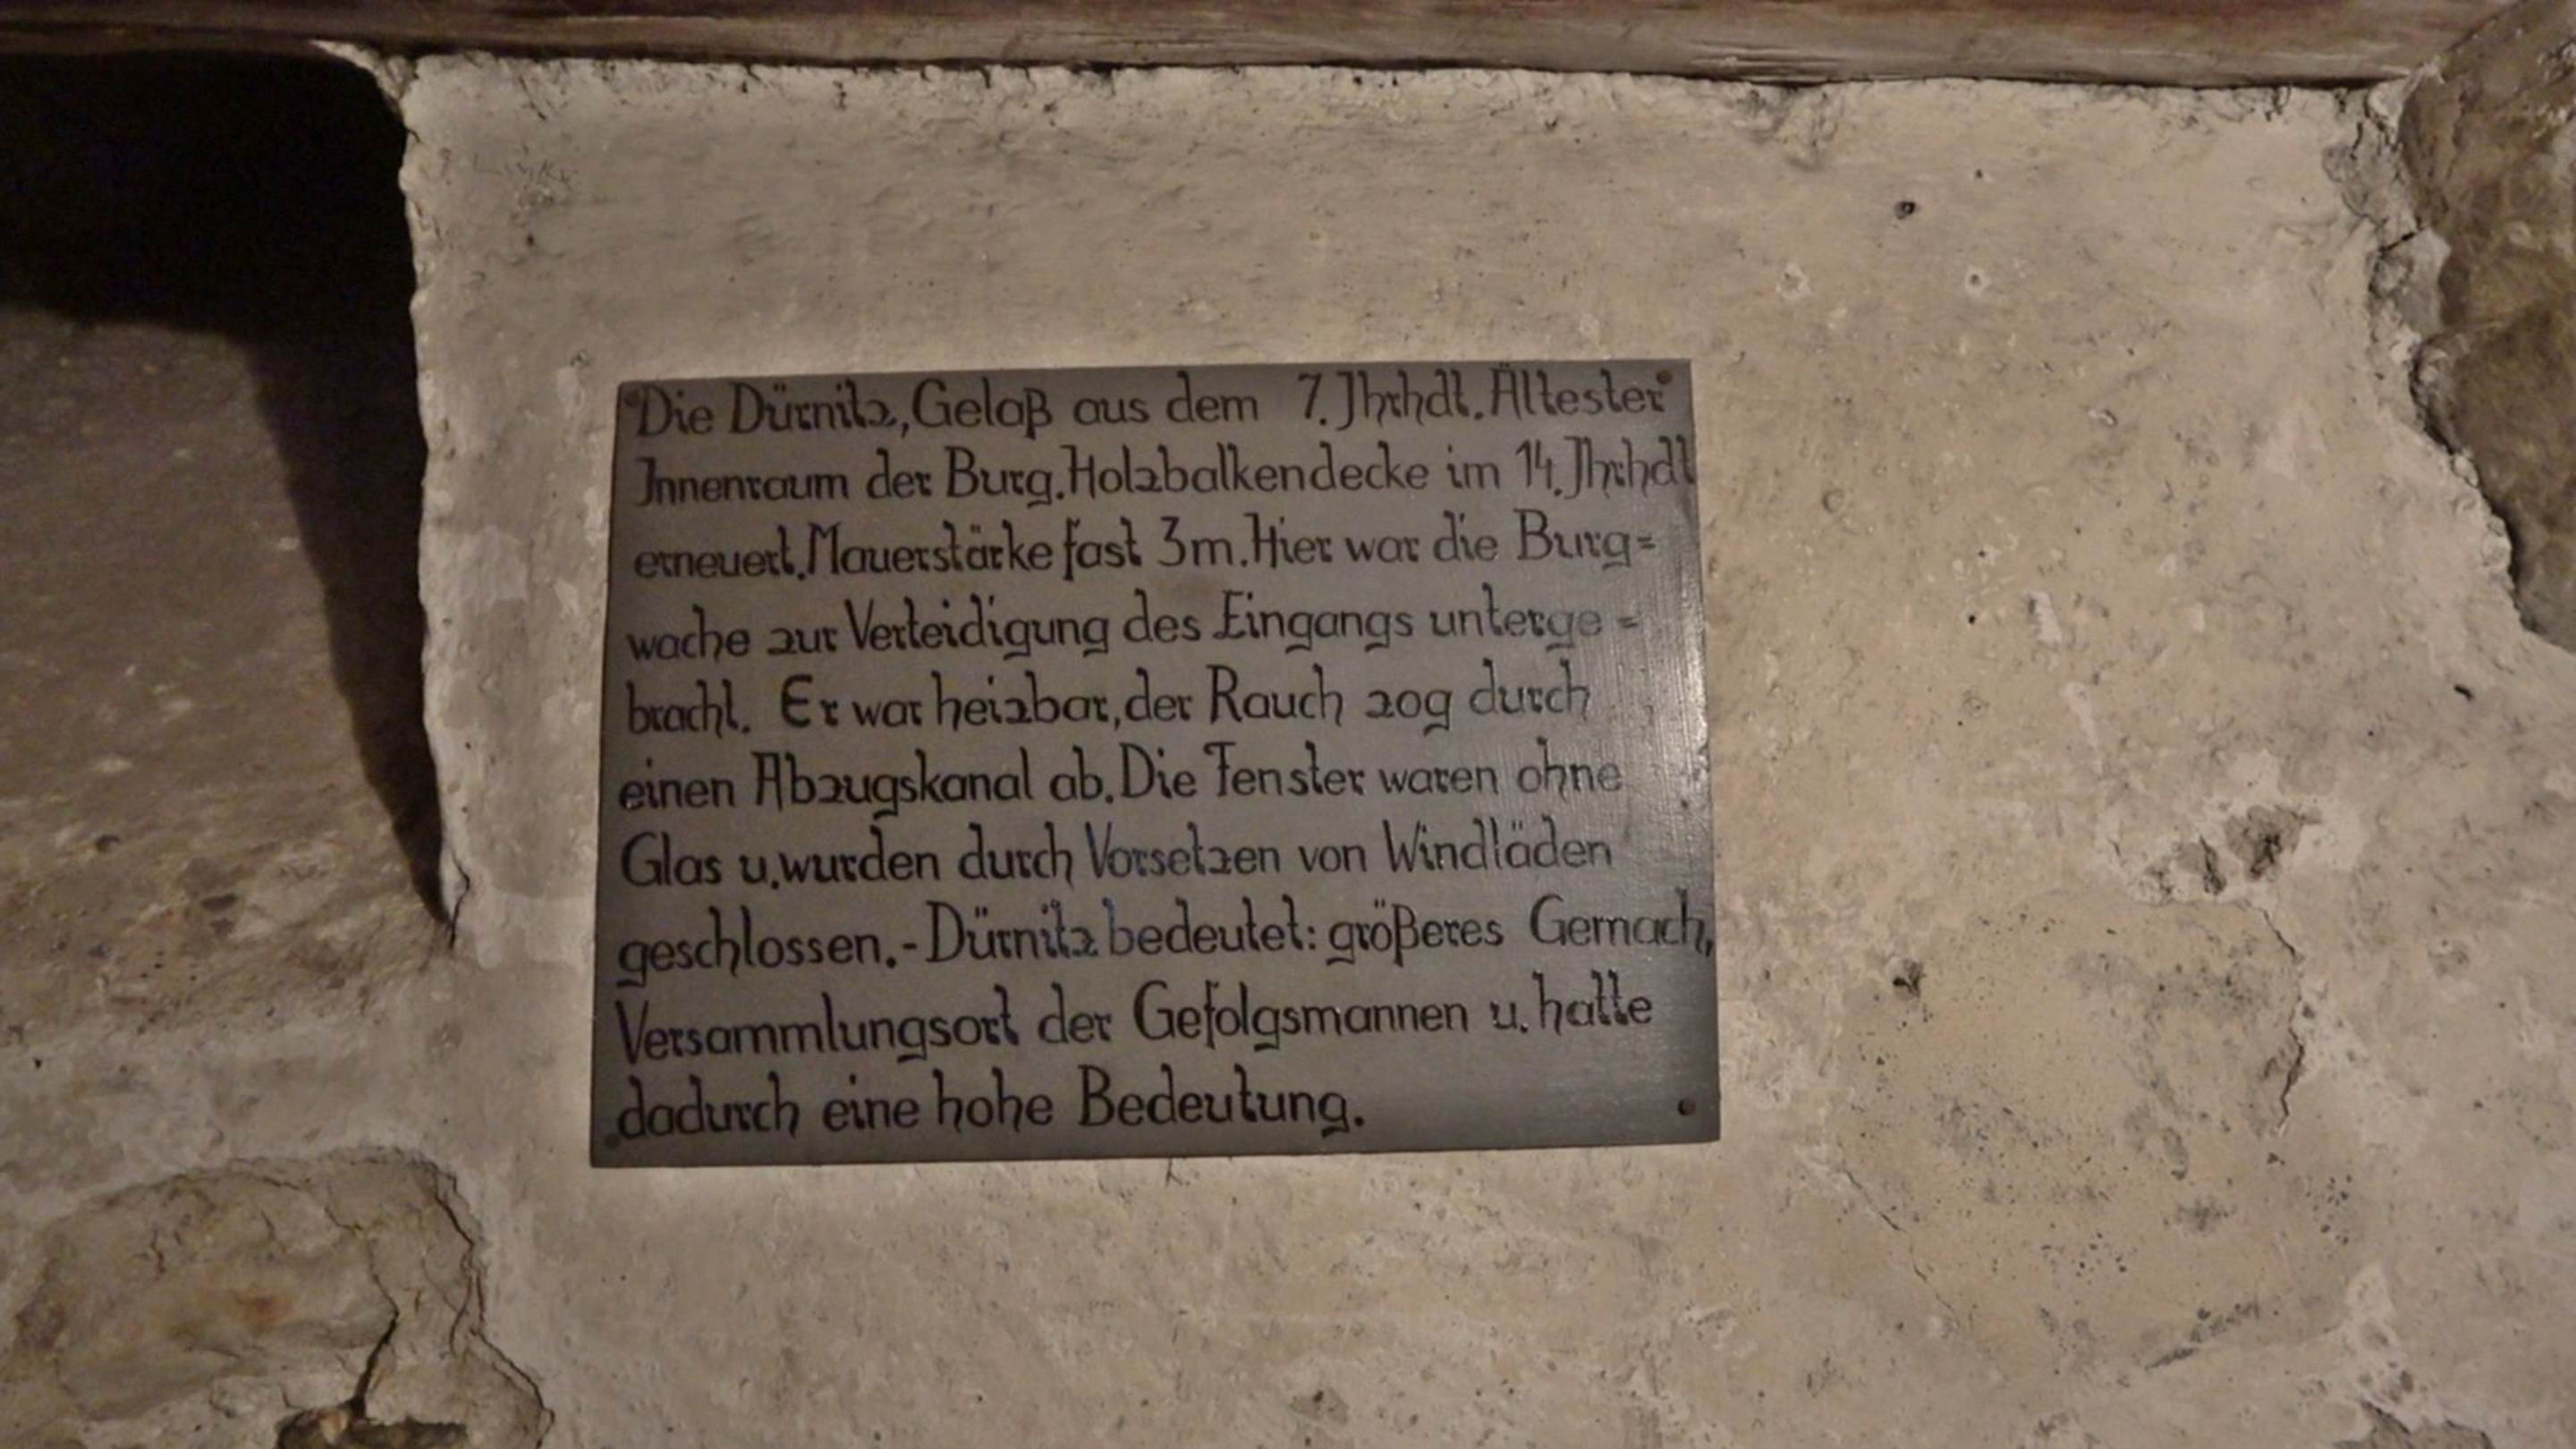 Die Dürnitz, Gelaß aus dem 7. Jhrhdt. Ältester
Innenraum der Burg. Holzbalkendecke im 14. Jhrhdt
erneuert. Mauerstärke fast 3m. Hier war die Burg=
wache zur Verteidigung des Eingangs unterge=
bracht. Er war heizbar, der Rauch zog durch
einen Abzugskanal ab. Die Fenster waren ohne
Glas u. wurden durch Vorsetzen von Windläden
geschlossen. - Dürnitz bedeutet: größeres Gemach,
Versammlungsort der Gefolgsmannen u. hatte
dadurch eine hohe Bedeutung.